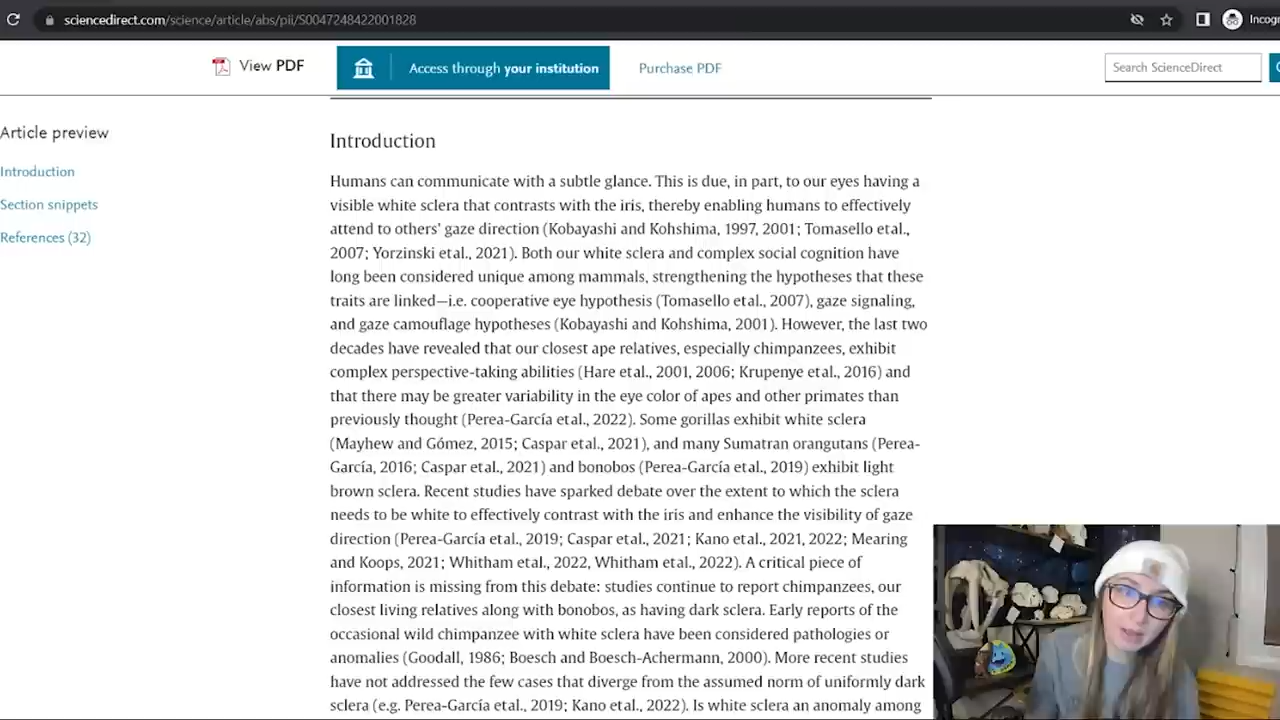 sciencedirect.com/science/article/abs/pii/S0047248422001828
Incogn
View PDF
Access through your institution
Purchase PDF
Search ScienceDirect
Article preview
Introduction
Section snippets
References (32)
Introduction
Humans can communicate with a subtle glance. This is due, in part, to our eyes having a
visible white sclera that contrasts with the iris, thereby enabling humans to effectively
attend to others' gaze direction (Kobayashi and Kohshima, 1997, 2001; Tomasello et al.,
2007; Yorzinski et al., 2021). Both our white sclera and complex social cognition have
long been considered unique among mammals, strengthening the hypotheses that these
traits are linked—i.e. cooperative eye hypothesis (Tomasello et al., 2007), gaze signaling,
and gaze camouflage hypotheses (Kobayashi and Kohshima, 2001). However, the last two
decades have revealed that our closest ape relatives, especially chimpanzees, exhibit
complex perspective-taking abilities (Hare et al., 2001, 2006; Krupenye et al., 2016) and
that there may be greater variability in the eye color of apes and other primates than
previously thought (Perea-García et al., 2022). Some gorillas exhibit white sclera
(Mayhew and Gómez, 2015; Caspar et al., 2021), and many Sumatran orangutans (Perea-
García, 2016; Caspar et al., 2021) and bonobos (Perea-García et al., 2019) exhibit light
brown sclera. Recent studies have sparked debate over the extent to which the sclera
needs to be white to effectively contrast with the iris and enhance the visibility of gaze
direction (Perea-García et al., 2019; Caspar et al., 2021; Kano et al., 2021, 2022; Mearing
and Koops, 2021; Whitham et al., 2022, Whitham et al., 2022). A critical piece of
information is missing from this debate: studies continue to report chimpanzees, our
closest living relatives along with bonobos, as having dark sclera. Early reports of the
occasional wild chimpanzee with white sclera have been considered pathologies or
anomalies (Goodall, 1986; Boesch and Boesch-Achermann, 2000). More recent studies
have not addressed the few cases that diverge from the assumed norm of uniformly dark
sclera (e.g. Perea-García et al., 2019; Kano et al., 2022). Is white sclera an anomaly among